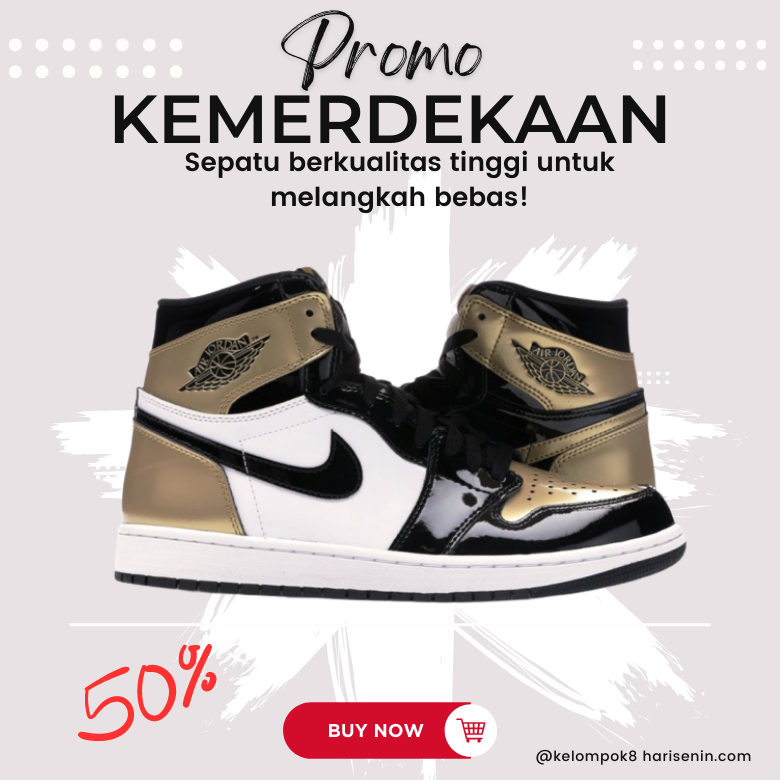 Promo
KEMERDEKAAN
Sepatu berkualitas tinggi untuk
melangkah bebas!
AIR JORDAN
AIR JORDAN
50%
BUY NOW
@kelompok8 harisenin.com